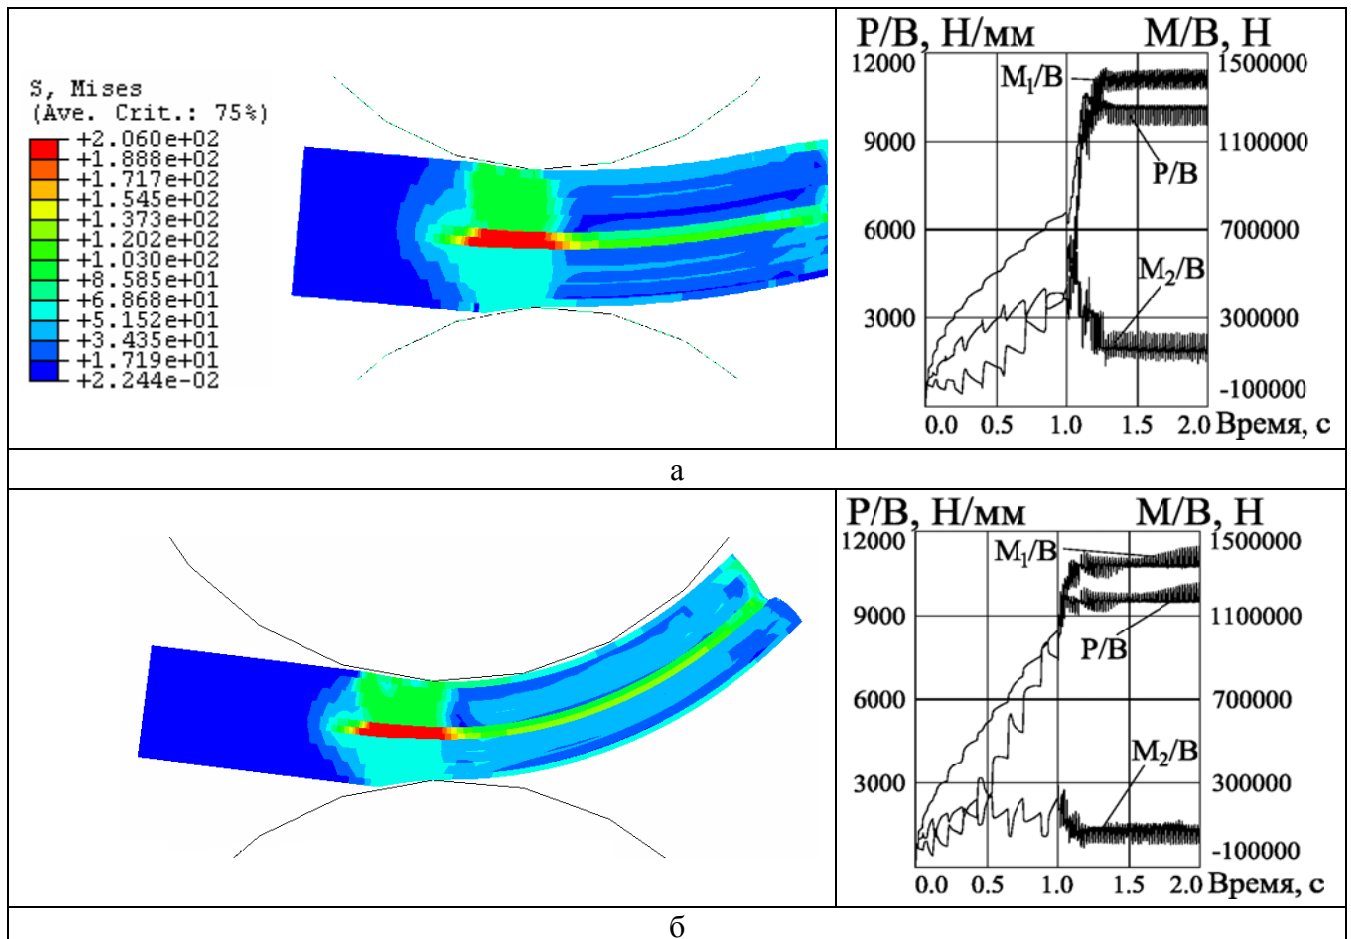 S, Mises
(Ave. Crit.: 75%)
+2.060e+02
+1.888e+02
+1.717e+02
+1.545e+02
+1.373e+02
+1.202e+02
+1.030e+02
+8.585e+01
+6.868e+01
+5.152e+01
+3.435e+01
+1.719e+01
+2.244e-02
P/B, Н/мм M/B, Н
12000 1500000
M₁/B
9000 1100000
P/B
6000 700000
M₂/B
3000 300000
-100000
0.0 0.5 1.0 1.5 2.0 Время, с
а
P/B, Н/мм M/B, Н
12000 1500000
M₁/B
9000 1100000
P/B
6000 700000
M₂/B
3000 300000
-100000
0.0 0.5 1.0 1.5 2.0 Время, с
б